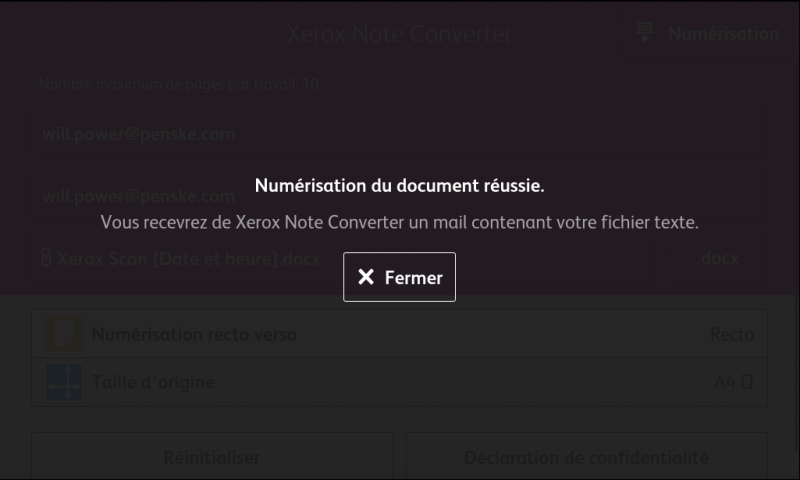 Xerox Note Converter
Numérisation
Nombre maximum de pages par travail: 10
will.power@penske.com
Numérisation du document réussie.
will.power@penske.com
Vous recevrez de Xerox Note Converter un mail contenant votre fichier texte.
Xerox Scan [Date et heure].docx
.docx
Fermer
Numérisation recto verso
Recto
Taille d'origine
A4
Réinitialiser
Déclaration de confidentialité